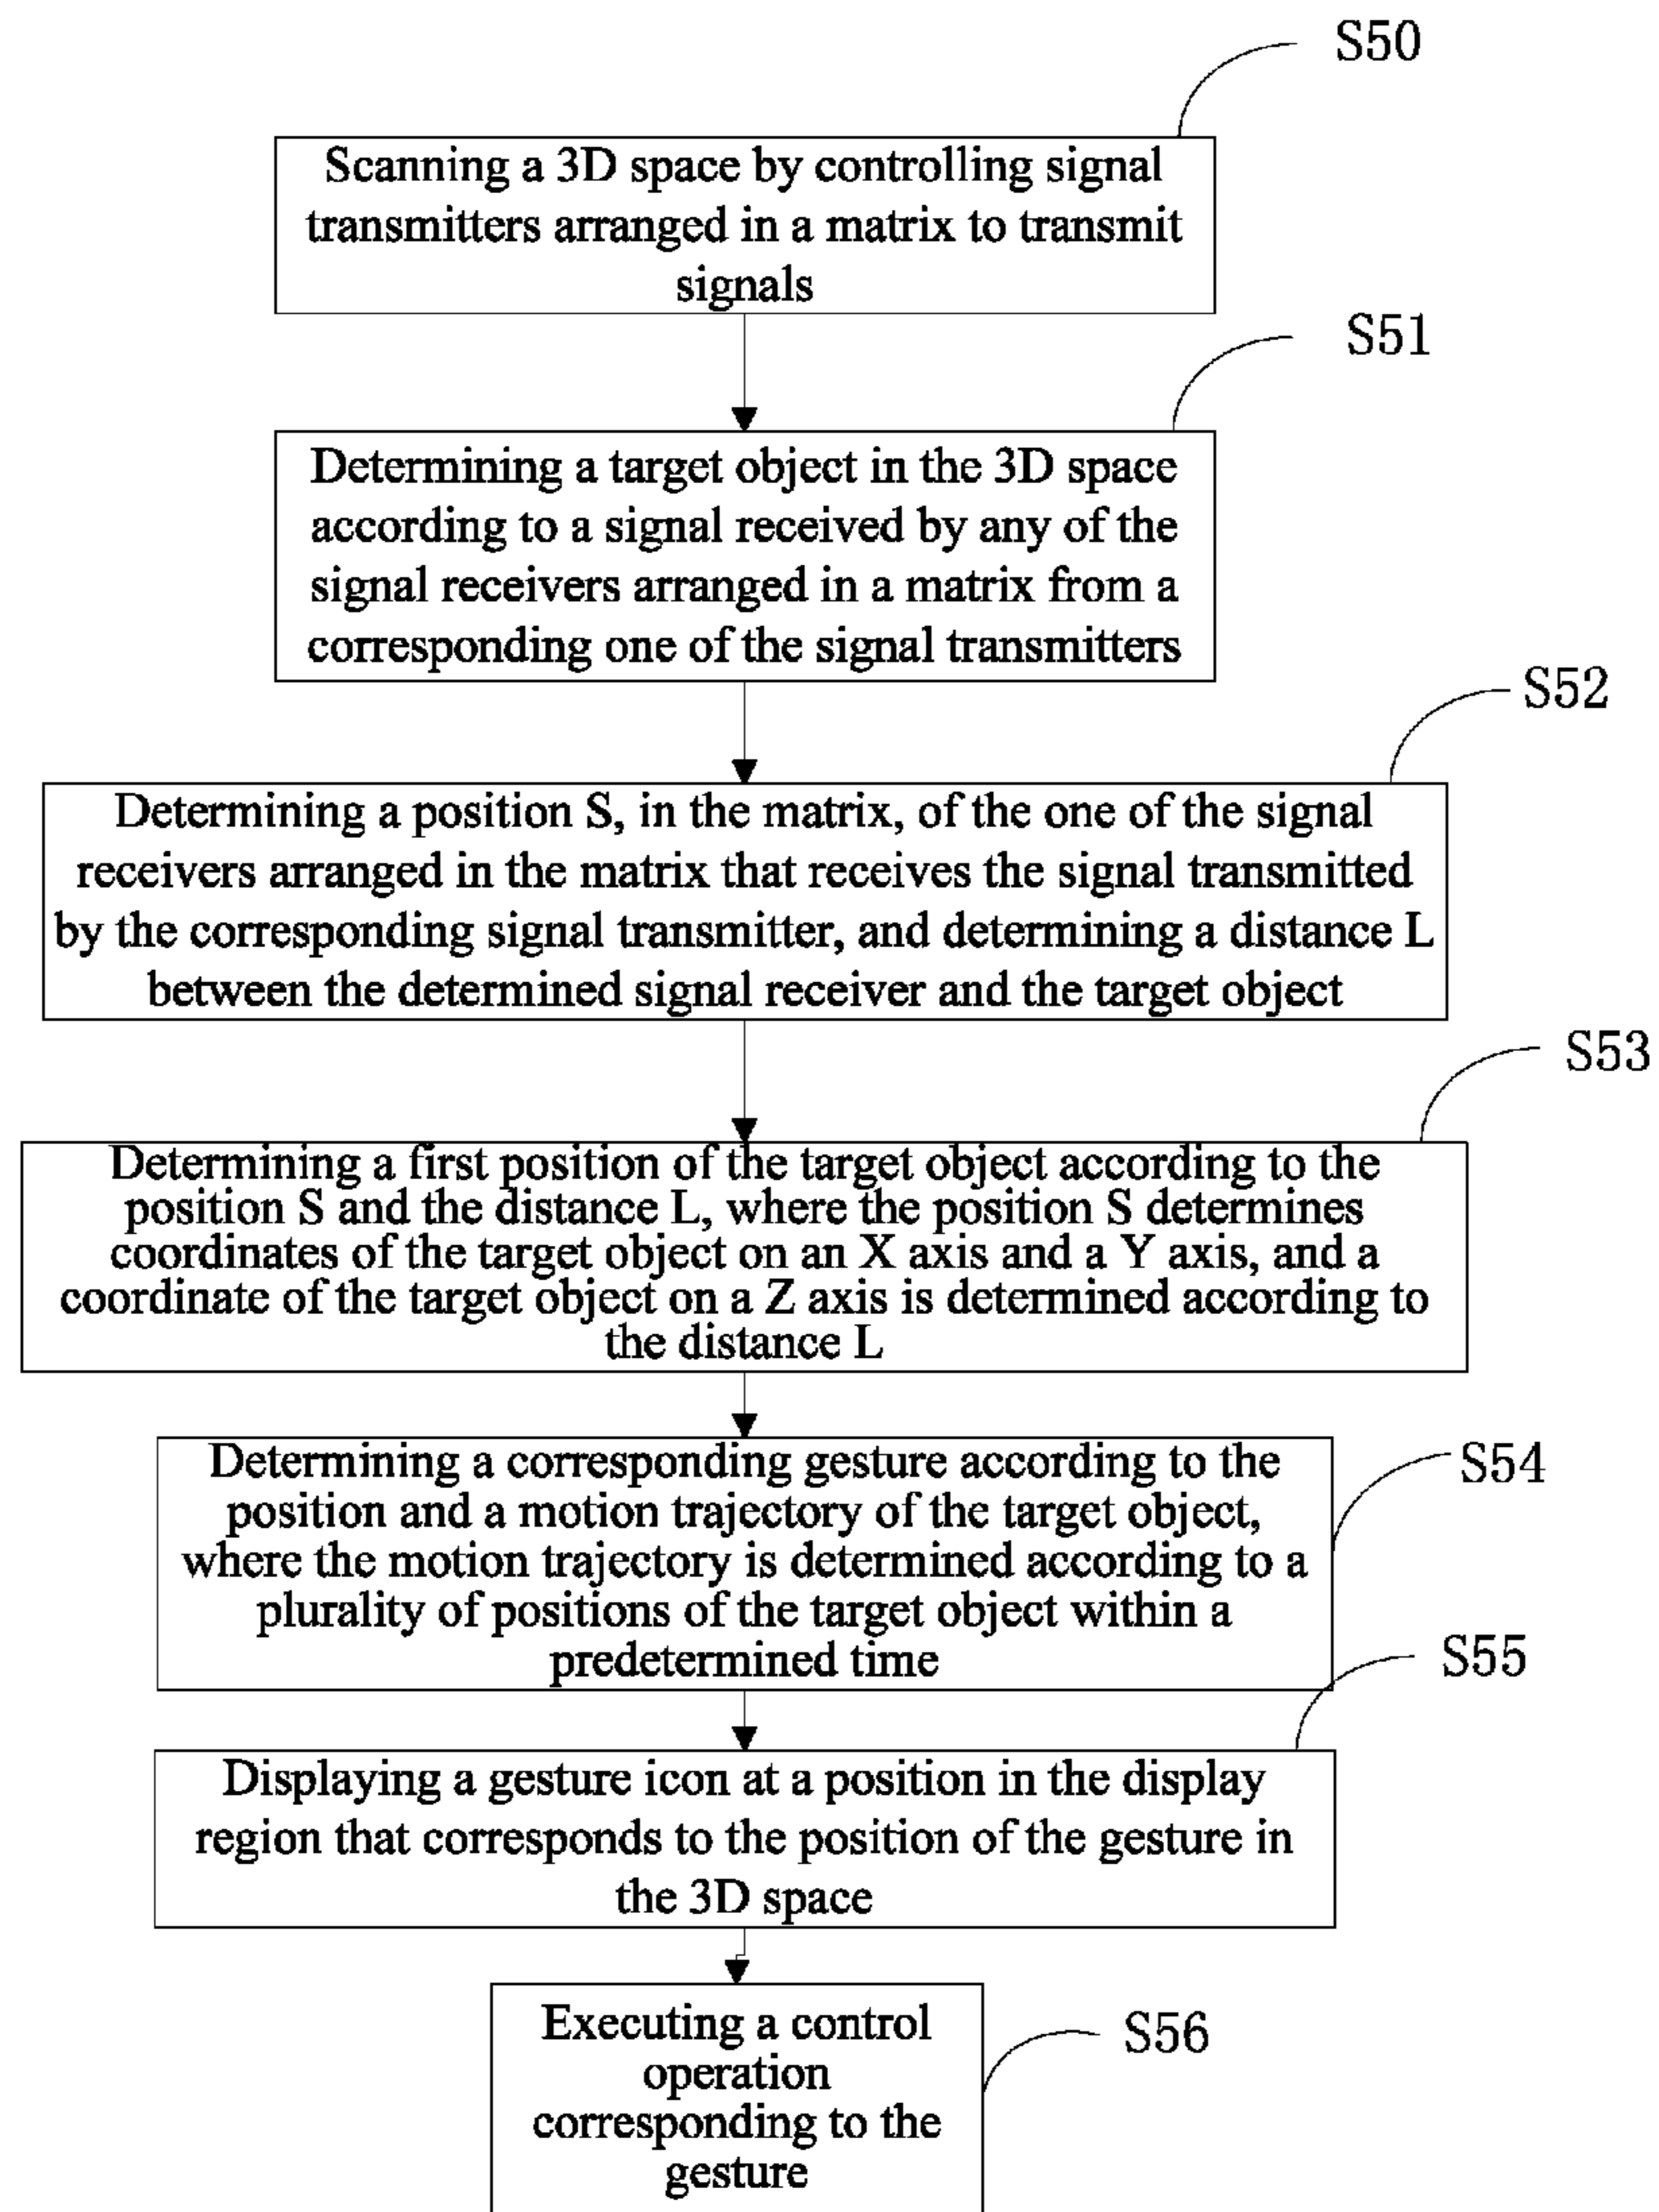 S50
Scanning a 3D space by controlling signal
transmitters arranged in a matrix to transmit
signals
S51
Determining a target object in the 3D space
according to a signal received by any of the
signal receivers arranged in a matrix from a
corresponding one of the signal transmitters
S52
Determining a position S, in the matrix, of the one of the signal
receivers arranged in the matrix that receives the signal transmitted
by the corresponding signal transmitter, and determining a distance L
between the determined signal receiver and the target object
S53
Determining a first position of the target object according to the
position S and the distance L, where the position S determines
coordinates of the target object on an X axis and a Y axis, and a
coordinate of the target object on a Z axis is determined according to
the distance L
S54
Determining a corresponding gesture according to the
position and a motion trajectory of the target object,
where the motion trajectory is determined according to a
plurality of positions of the target object within a
predetermined time
S55
Displaying a gesture icon at a position in the display
region that corresponds to the position of the gesture in
the 3D space
S56
Executing a control
operation
corresponding to the
gesture